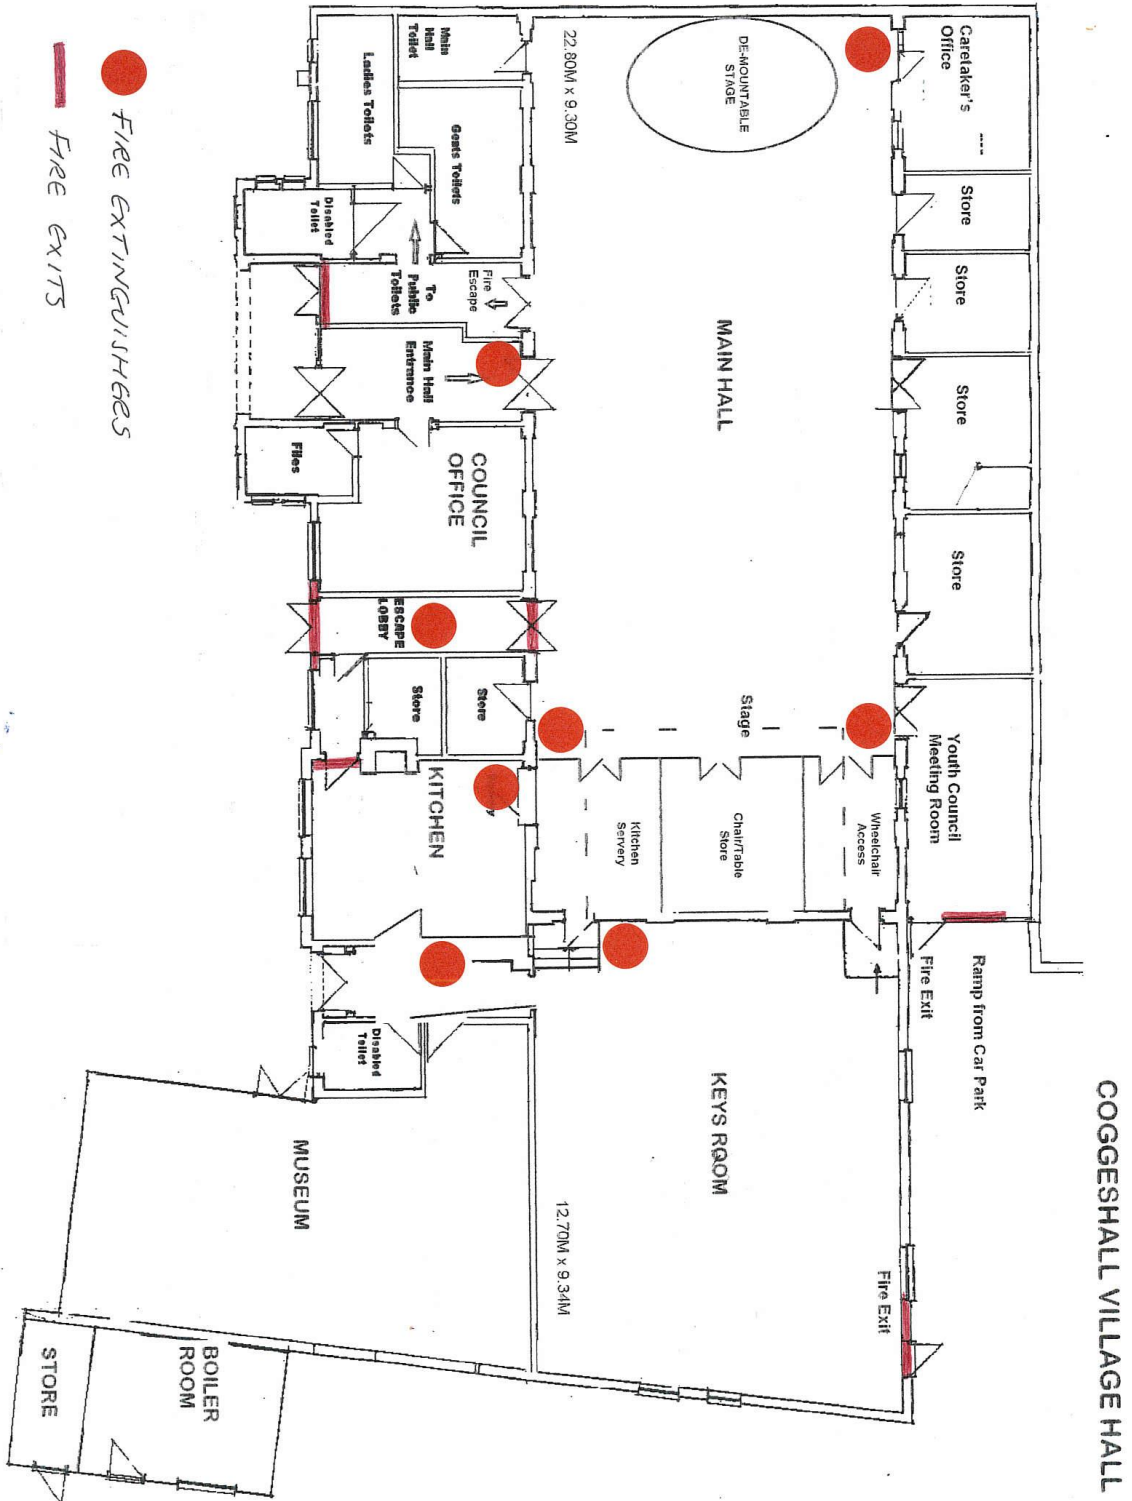 COGGESHALL VILLAGE HALL
Caretaker's
Office
Store
Store
Store
Store
Youth Council
Meeting Room
Ramp from Car Park
Fire Exit
Fire Exit
DE-MOUNTABLE
STAGE
22.80M x 9.30M
MAIN HALL
Stage
Wheelchair
Access
Chair/Table
Store
Kitchen
Servery
KEYS ROOM
12.70M x 9.34M
Main
Hall
Toilet
Ladies Toilets
Gents Toilets
Disabled
Toilet
To
Public
Toilets
Fire
Escape
Main Hall
Entrance
Files
COUNCIL
OFFICE
ESCAPE
LOBBY
Store
Store
KITCHEN
Disabled
Toilet
MUSEUM
BOILER
ROOM
STORE
FIRE EXTINGUISHERS
FIRE EXITS